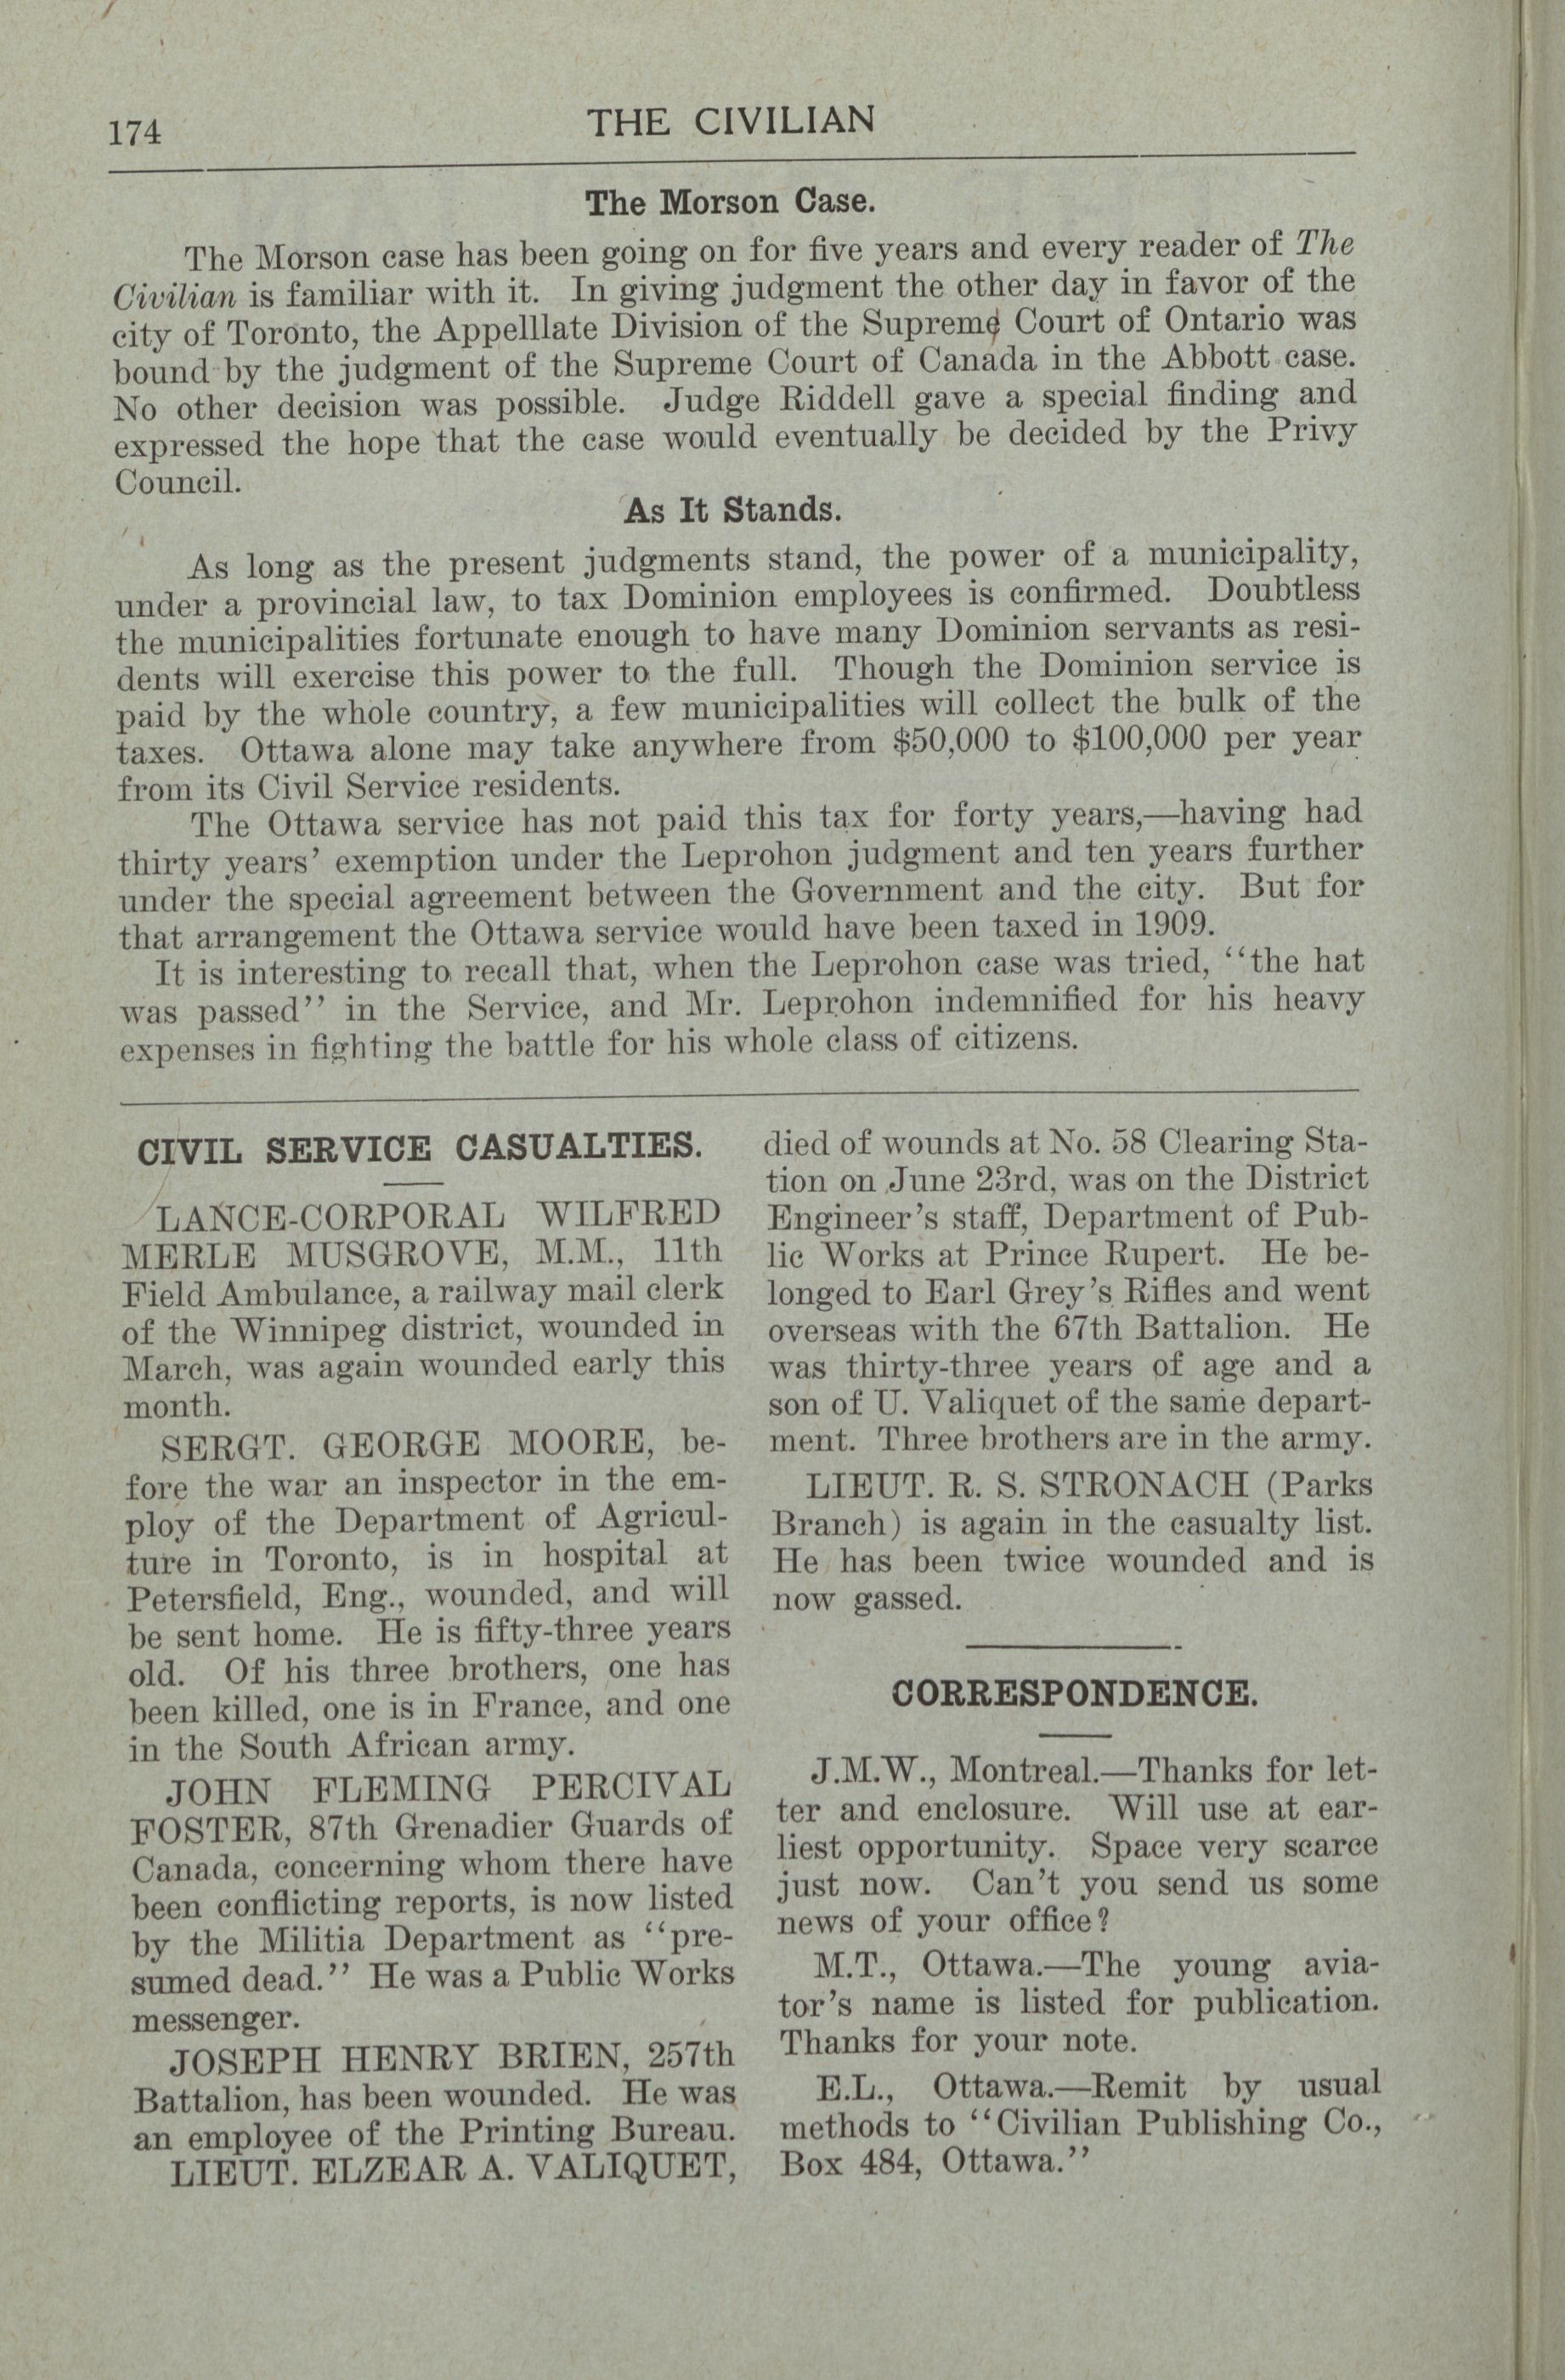 174
THE CIVILIAN
The Morson Case.
The Morson case has been going on for five years and every reader of The
Civilian is familiar with it. In giving judgment the other day in favor of the
city of Toronto, the Appelllate Division of the Supreme Court of Ontario was
bound by the judgment of the Supreme Court of Canada in the Abbott case.
No other decision was possible. Judge Riddell gave a special finding and
expressed the hope that the case would eventually be decided by the Privy
Council.
As It Stands.
As long as the present judgments stand, the power of a municipality,
under a provincial law, to tax Dominion employees is confirmed. Doubtless
the municipalities fortunate enough to have many Dominion servants as resi-
dents will exercise this power to the full. Though the Dominion service is
paid by the whole country, a few municipalities will collect the bulk of the
taxes. Ottawa alone may take anywhere from $50,000 to $100,000 per year
from its Civil Service residents.
The Ottawa service has not paid this tax for forty years,—having had
thirty years' exemption under the Leprohon judgment and ten years further
under the special agreement between the Government and the city. But for
that arrangement the Ottawa service would have been taxed in 1909.
It is interesting to recall that, when the Leprohon case was tried, "the hat
was passed" in the Service, and Mr. Leprohon indemnified for his heavy
expenses in fighting the battle for his whole class of citizens.
CIVIL SERVICE CASUALTIES.
LANCE-CORPORAL WILFRED
MERLE MUSGROVE, M.M., 11th
Field Ambulance, a railway mail clerk
of the Winnipeg district, wounded in
March, was again wounded early this
month.
SERGT. GEORGE MOORE, be-
fore the war an inspector in the em-
ploy of the Department of Agricul-
ture in Toronto, is in hospital at
Petersfield, Eng., wounded, and will
be sent home. He is fifty-three years
old. Of his three brothers, one has
been killed, one is in France, and one
in the South African army.
JOHN FLEMING PERCIVAL
FOSTER, 87th Grenadier Guards of
Canada, concerning whom there have
been conflicting reports, is now listed
by the Militia Department as "pre-
sumed dead." He was a Public Works
messenger.
JOSEPH HENRY BRIEN, 257th
Battalion, has been wounded. He was
an employee of the Printing Bureau.
LIEUT. ELZEAR A. VALIQUET,
died of wounds at No. 58 Clearing Sta-
tion on June 23rd, was on the District
Engineer's staff, Department of Pub-
lic Works at Prince Rupert. He be-
longed to Earl Grey's Rifles and went
overseas with the 67th Battalion. He
was thirty-three years of age and a
son of U. Valiquet of the same depart-
ment. Three brothers are in the army.
LIEUT. R. S. STRONACH (Parks
Branch) is again in the casualty list.
He has been twice wounded and is
now gassed.
CORRESPONDENCE.
J.M.W., Montreal.—Thanks for let-
ter and enclosure. Will use at ear-
liest opportunity. Space very scarce
just now. Can't you send us some
news of your office?
M.T., Ottawa.—The young avia-
tor's name is listed for publication.
Thanks for your note.
E.L., Ottawa.—Remit by usual
methods to "Civilian Publishing Co.,
Box 484, Ottawa."